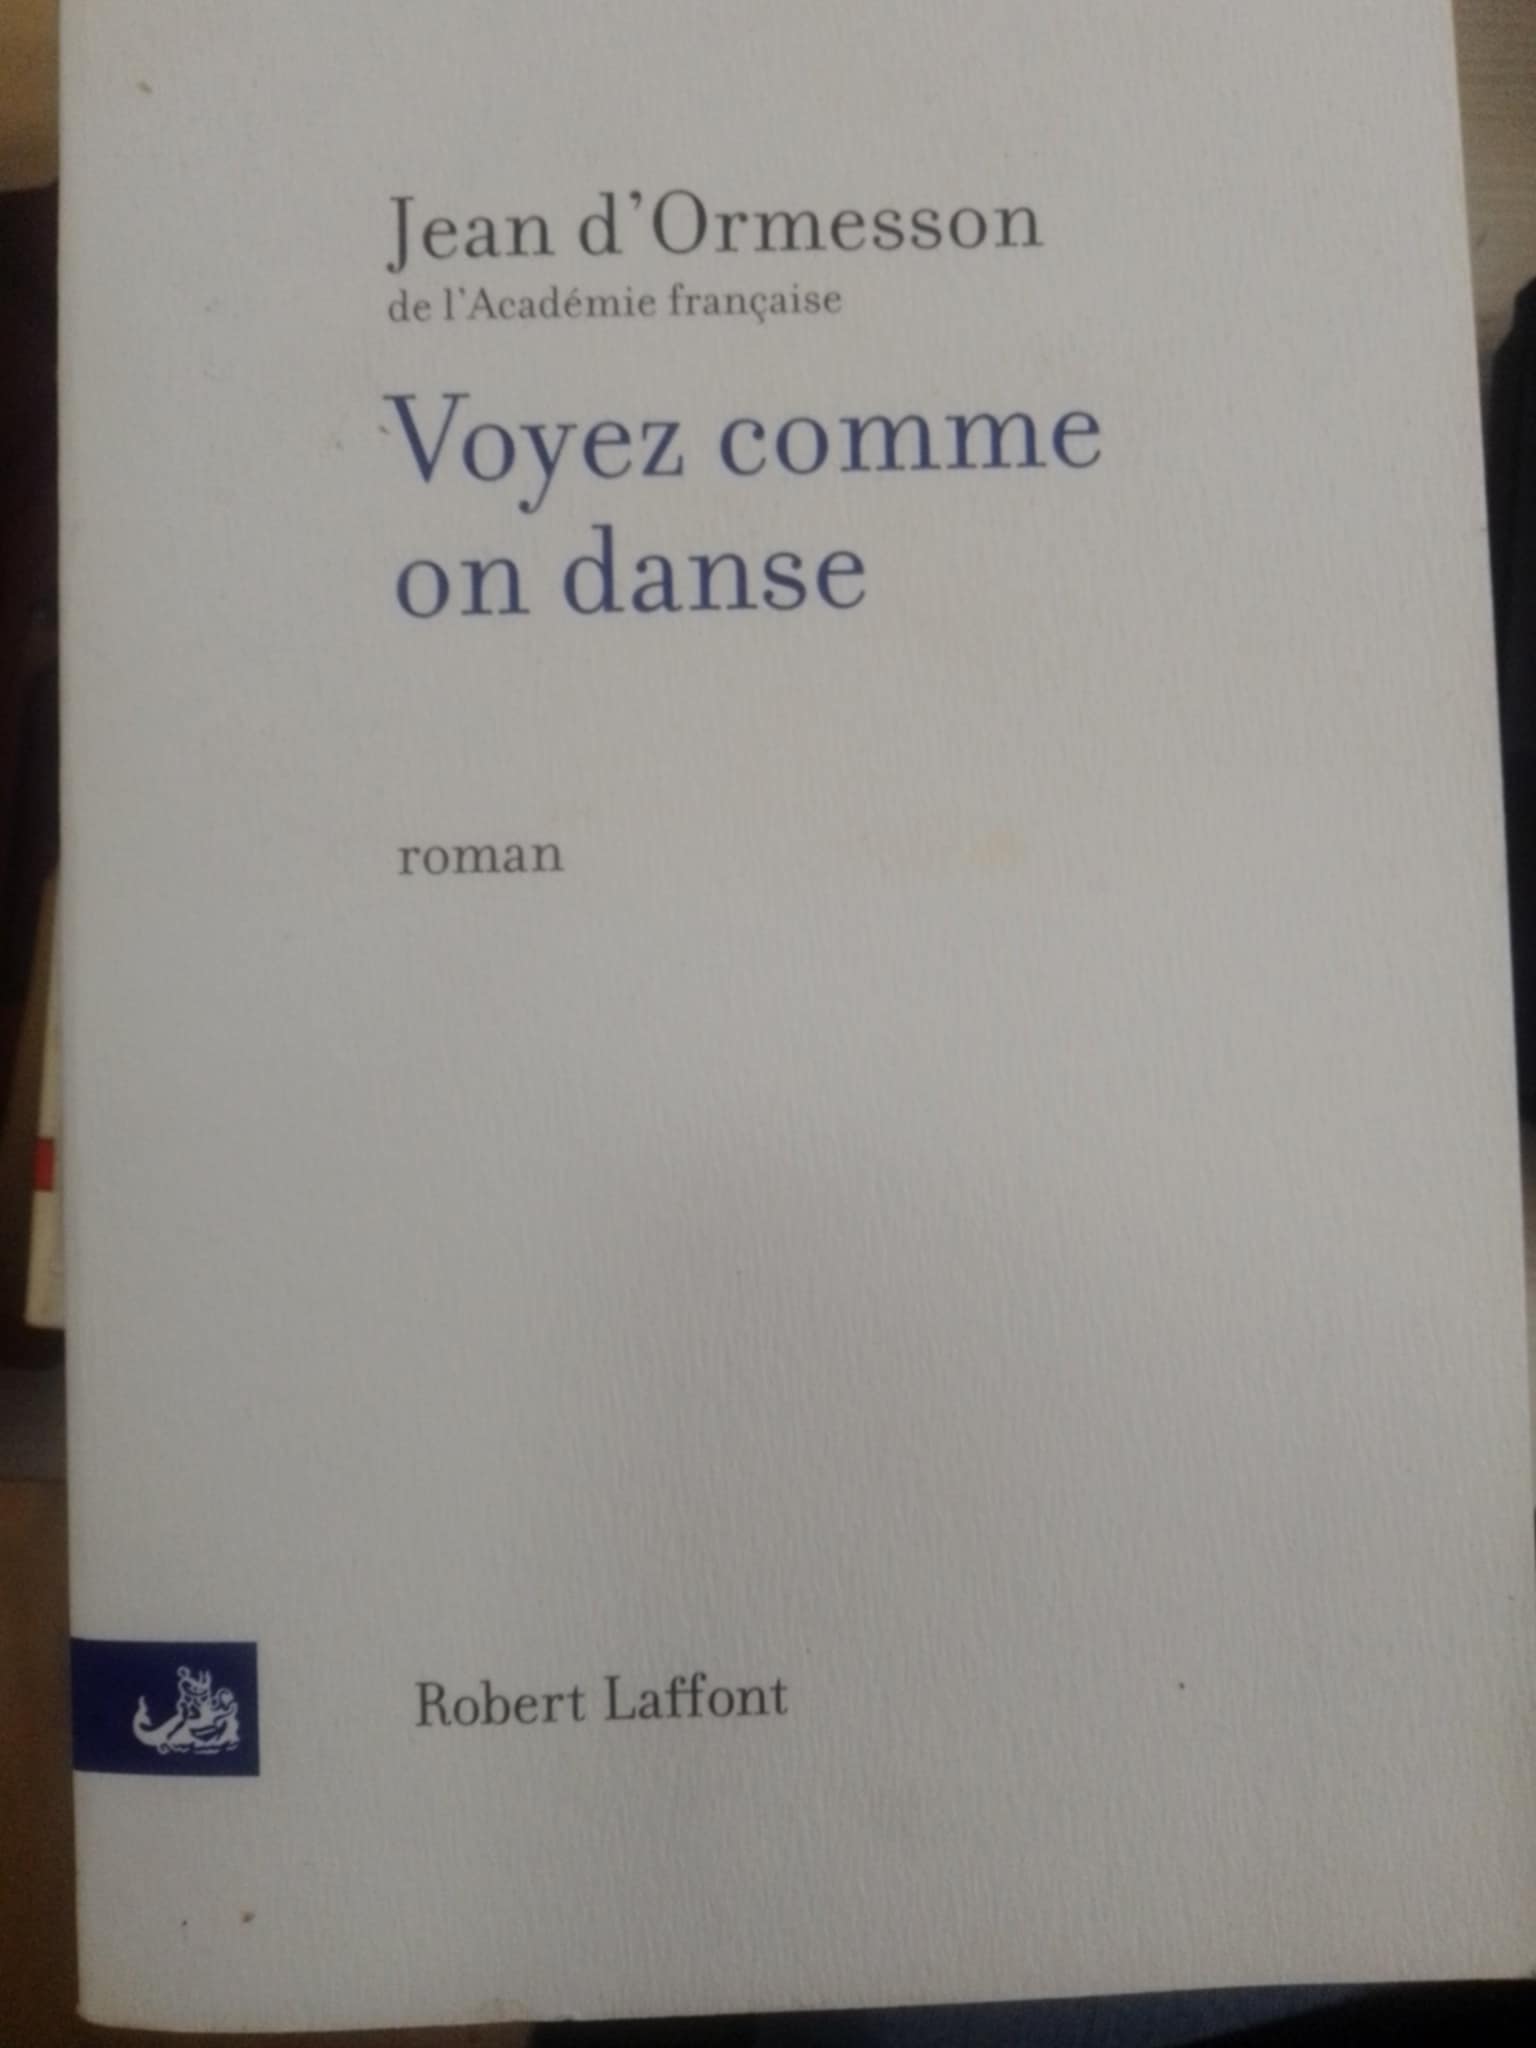 Jean d'Ormesson
de l'Académie française
Voyez comme
on danse
roman
Robert Laffont